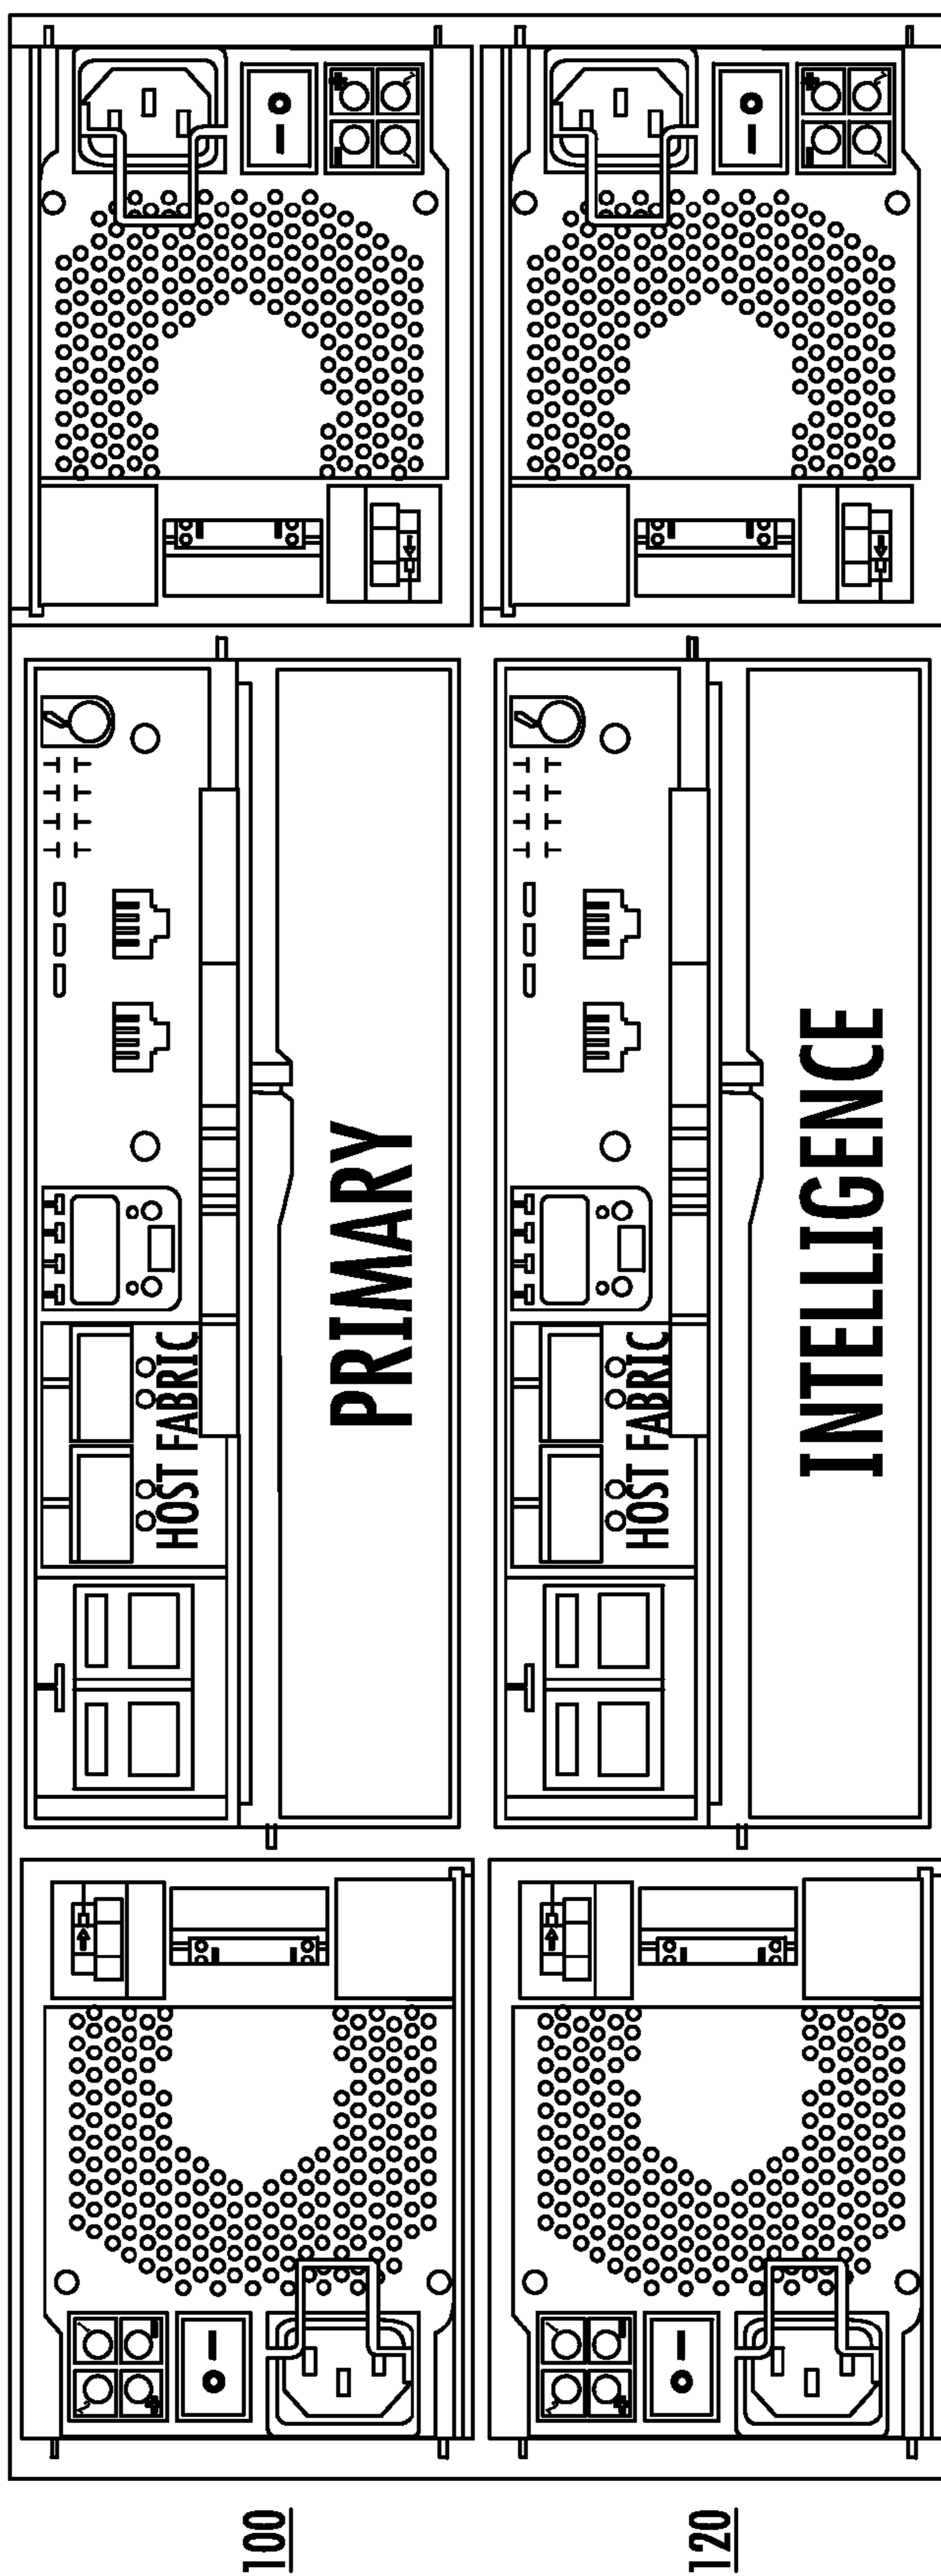 100
HOST FABRIC
PRIMARY
120
HOST FABRIC
INTELLIGENCE